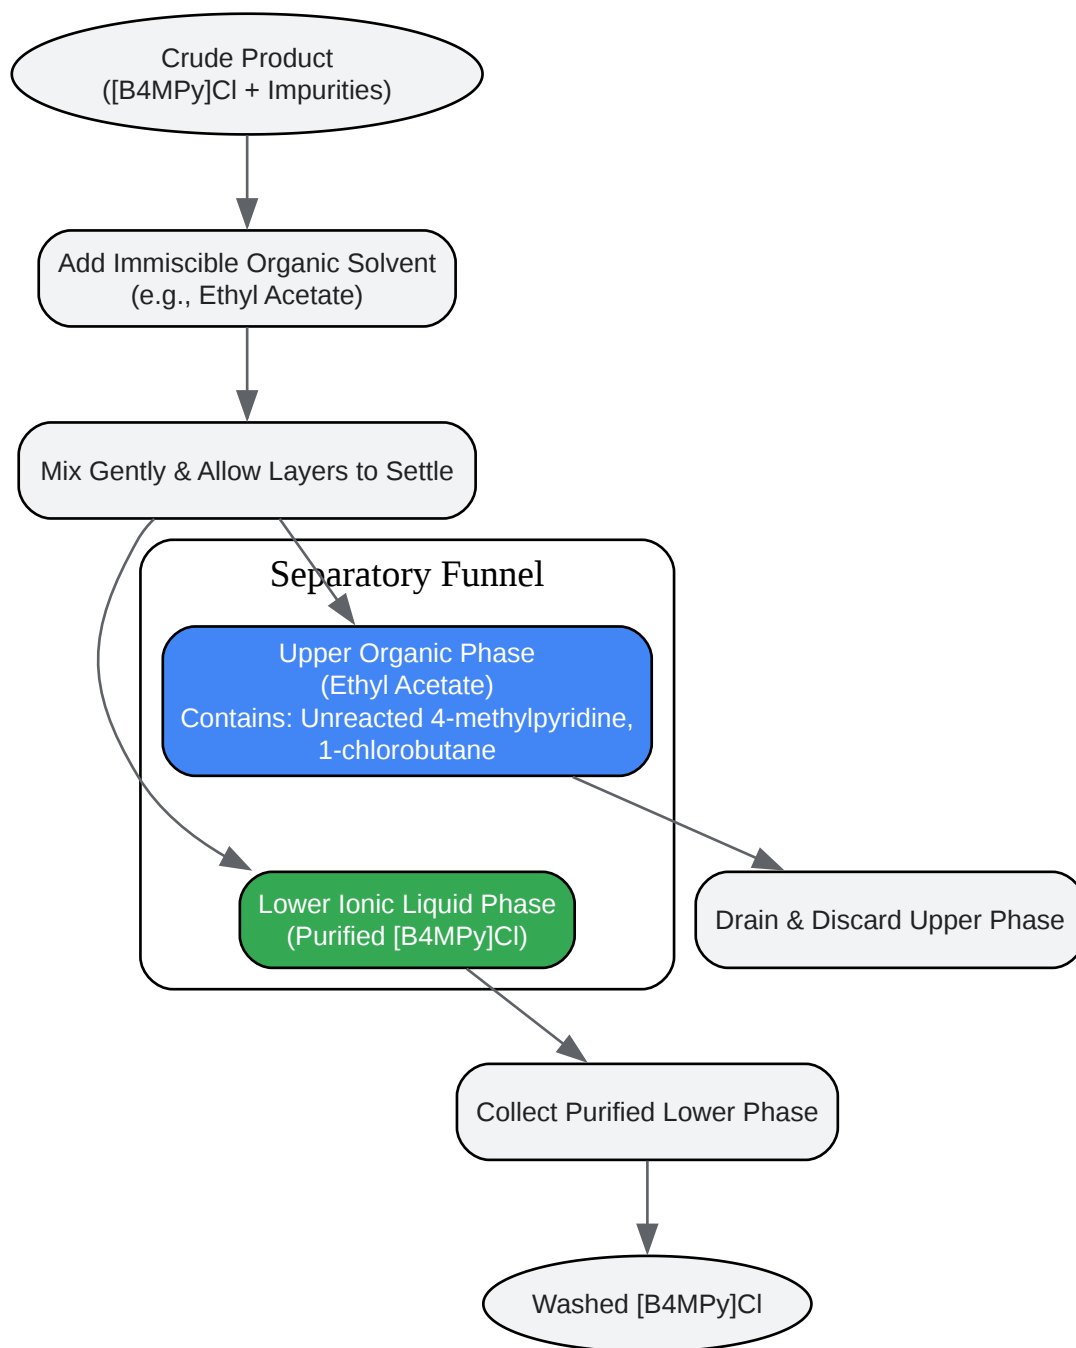 Crude Product
([B4MPy]Cl + Impurities)
Add Immiscible Organic Solvent
(e.g., Ethyl Acetate)
Mix Gently & Allow Layers to Settle
Separatory Funnel
Upper Organic Phase
(Ethyl Acetate)
Contains: Unreacted 4-methylpyridine,
1-chlorobutane
Lower Ionic Liquid Phase
(Purified [B4MPy]Cl)
Drain & Discard Upper Phase
Collect Purified Lower Phase
Washed [B4MPy]Cl